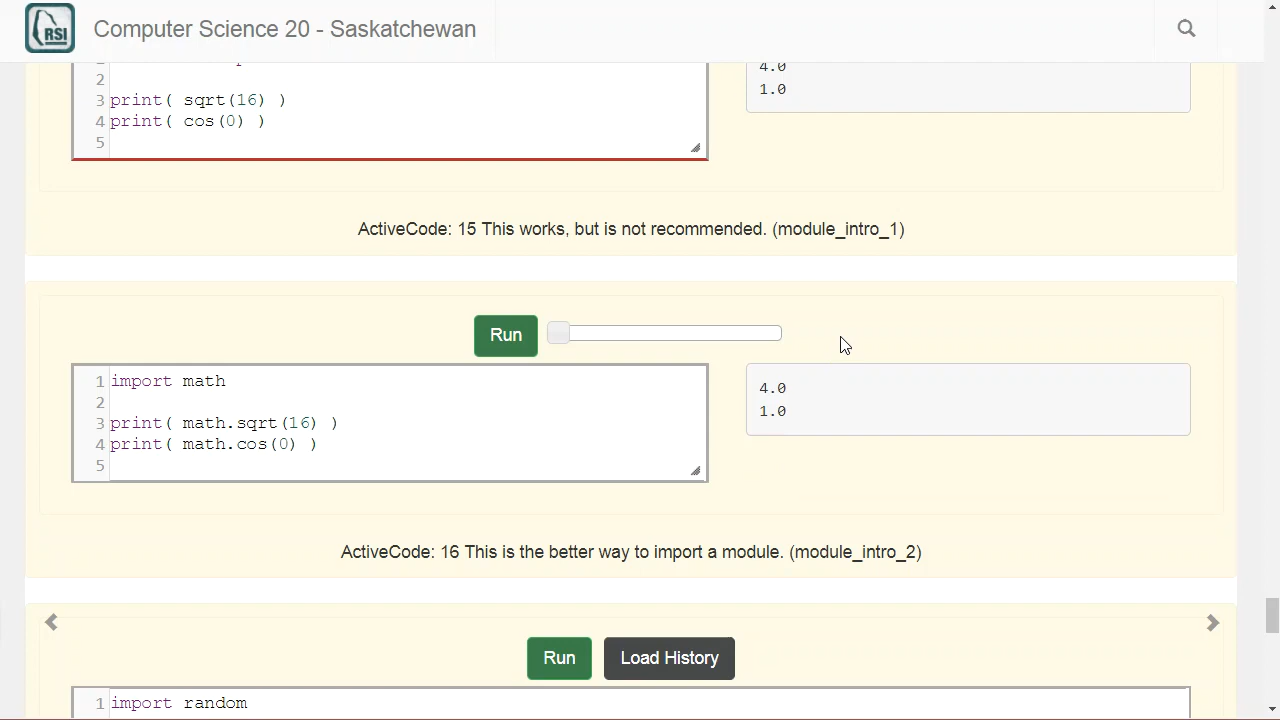 RSI
Computer Science 20 - Saskatchewan
2
3 print( sqrt(16) )
4 print( cos(0) )
5
4.0
1.0
ActiveCode: 15 This works, but is not recommended. (module_intro_1)
Run
1 import math
2
3 print( math.sqrt(16) )
4 print( math.cos(0) )
5
4.0
1.0
ActiveCode: 16 This is the better way to import a module. (module_intro_2)
Run
Load History
1 import random